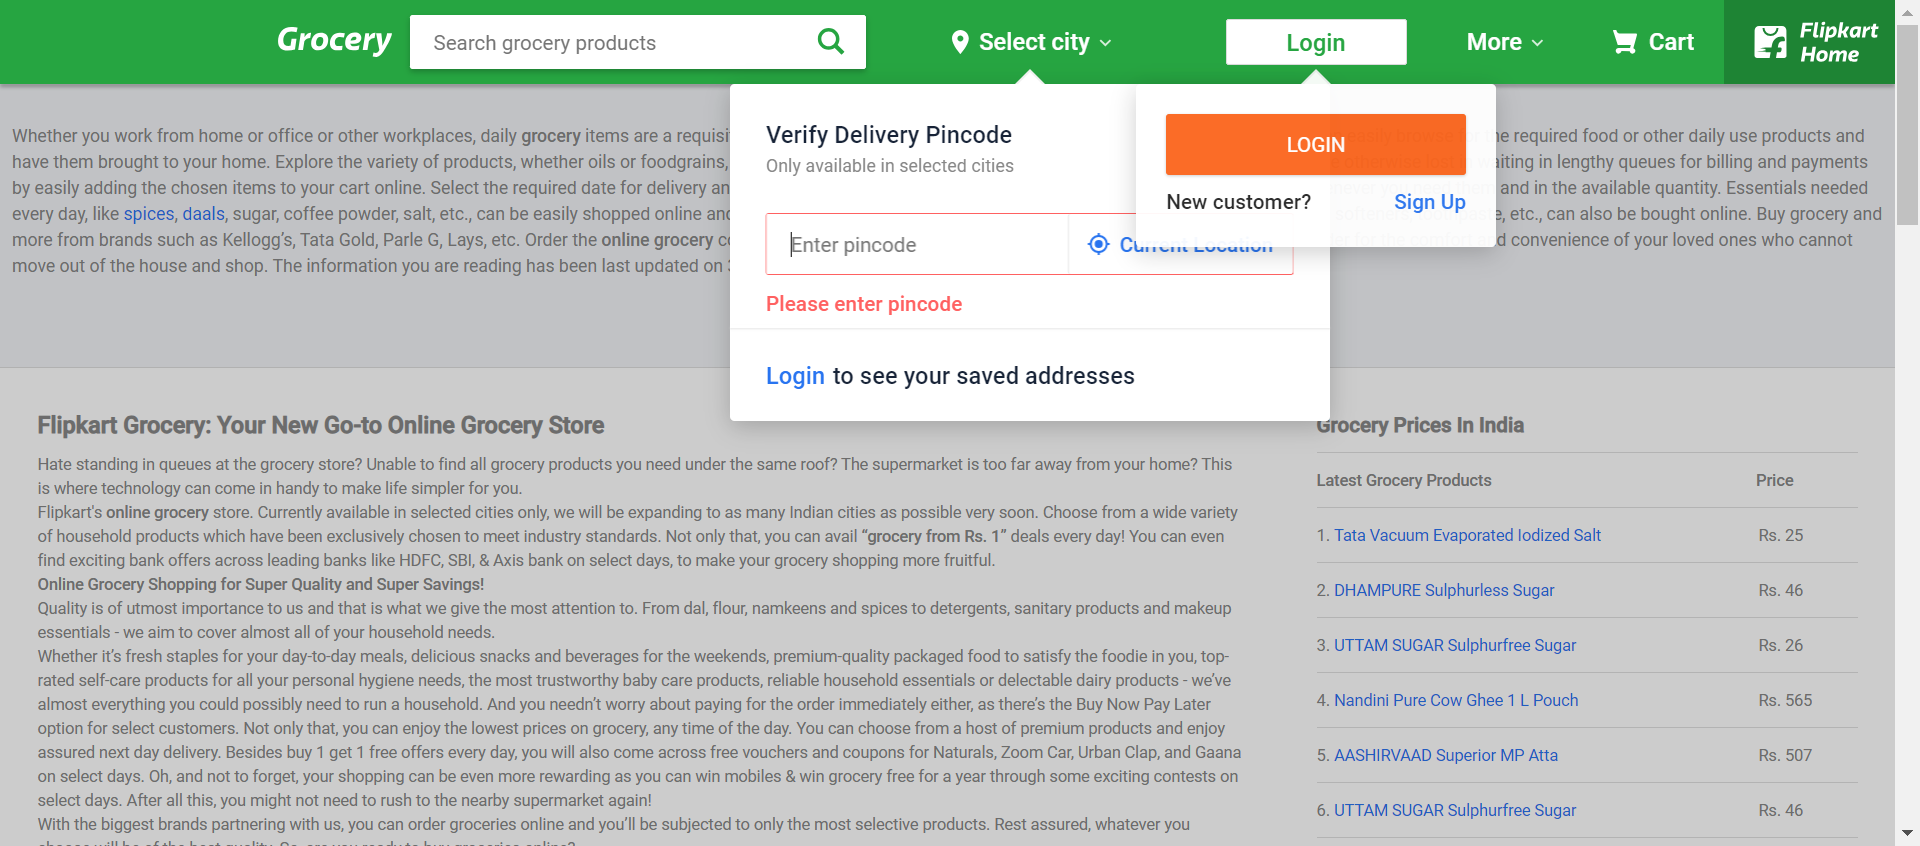 Grocery
Search grocery products
Select city
Login
More
Cart
Flipkart
Home
Verify Delivery Pincode
Only available in selected cities
Enter pincode
Current Location
Please enter pincode
Login to see your saved addresses
LOGIN
New customer? Sign Up
Whether you work from home or office or other workplaces, daily grocery items are a the required food or other daily use products and
have them brought to your home. Explore the variety of products, whether oils or foodgrains, waiting in lengthy queues for billing and payments
by easily adding the chosen items to your cart online. Select the required date for delivery and in the available quantity. Essentials needed
every day, like spices, daals, sugar, coffee powder, salt, etc., can be easily shopped online etc., can also be bought online. Buy grocery and
more from brands such as Kellogg's, Tata Gold, Parle G, Lays, etc. Order the online grocery convenience of your loved ones who cannot
move out of the house and shop. The information you are reading has been last updated on
Flipkart Grocery: Your New Go-to Online Grocery Store
Hate standing in queues at the grocery store? Unable to find all grocery products you need under the same roof? The supermarket is too far away from your home? This
is where technology can come in handy to make life simpler for you.
Flipkart's online grocery store. Currently available in selected cities only, we will be expanding to as many Indian cities as possible very soon. Choose from a wide variety
of household products which have been exclusively chosen to meet industry standards. Not only that, you can avail “grocery from Rs. 1” deals every day! You can even
find exciting bank offers across leading banks like HDFC, SBI, & Axis bank on select days, to make your grocery shopping more fruitful.
Online Grocery Shopping for Super Quality and Super Savings!
Quality is of utmost importance to us and that is what we give the most attention to. From dal, flour, namkeens and spices to detergents, sanitary products and makeup
essentials - we aim to cover almost all of your household needs.
Whether it’s fresh staples for your day-to-day meals, delicious snacks and beverages for the weekends, premium-quality packaged food to satisfy the foodie in you, top-
rated self-care products for all your personal hygiene needs, the most trustworthy baby care products, reliable household essentials or delectable dairy products - we’ve
almost everything you could possibly need to run a household. And you needn’t worry about paying for the order immediately either, as there’s the Buy Now Pay Later
option for select customers. Not only that, you can enjoy the lowest prices on grocery, any time of the day. You can choose from a host of premium products and enjoy
assured next day delivery. Besides buy 1 get 1 free offers every day, you will also come across free vouchers and coupons for Naturals, Zoom Car, Urban Clap, and Gaana
on select days. Oh, and not to forget, your shopping can be even more rewarding as you can win mobiles & win grocery free for a year through some exciting contests on
select days. After all this, you might not need to rush to the nearby supermarket again!
With the biggest brands partnering with us, you can order groceries online and you’ll be subjected to only the most selective products. Rest assured, whatever you
Grocery Prices In India
Latest Grocery Products Price
1. Tata Vacuum Evaporated Iodized Salt Rs. 25
2. DHAMPURE Sulphurless Sugar Rs. 46
3. UTTAM SUGAR Sulphurfree Sugar Rs. 26
4. Nandini Pure Cow Ghee 1 L Pouch Rs. 565
5. AASHIRVAAD Superior MP Atta Rs. 507
6. UTTAM SUGAR Sulphurfree Sugar Rs. 46